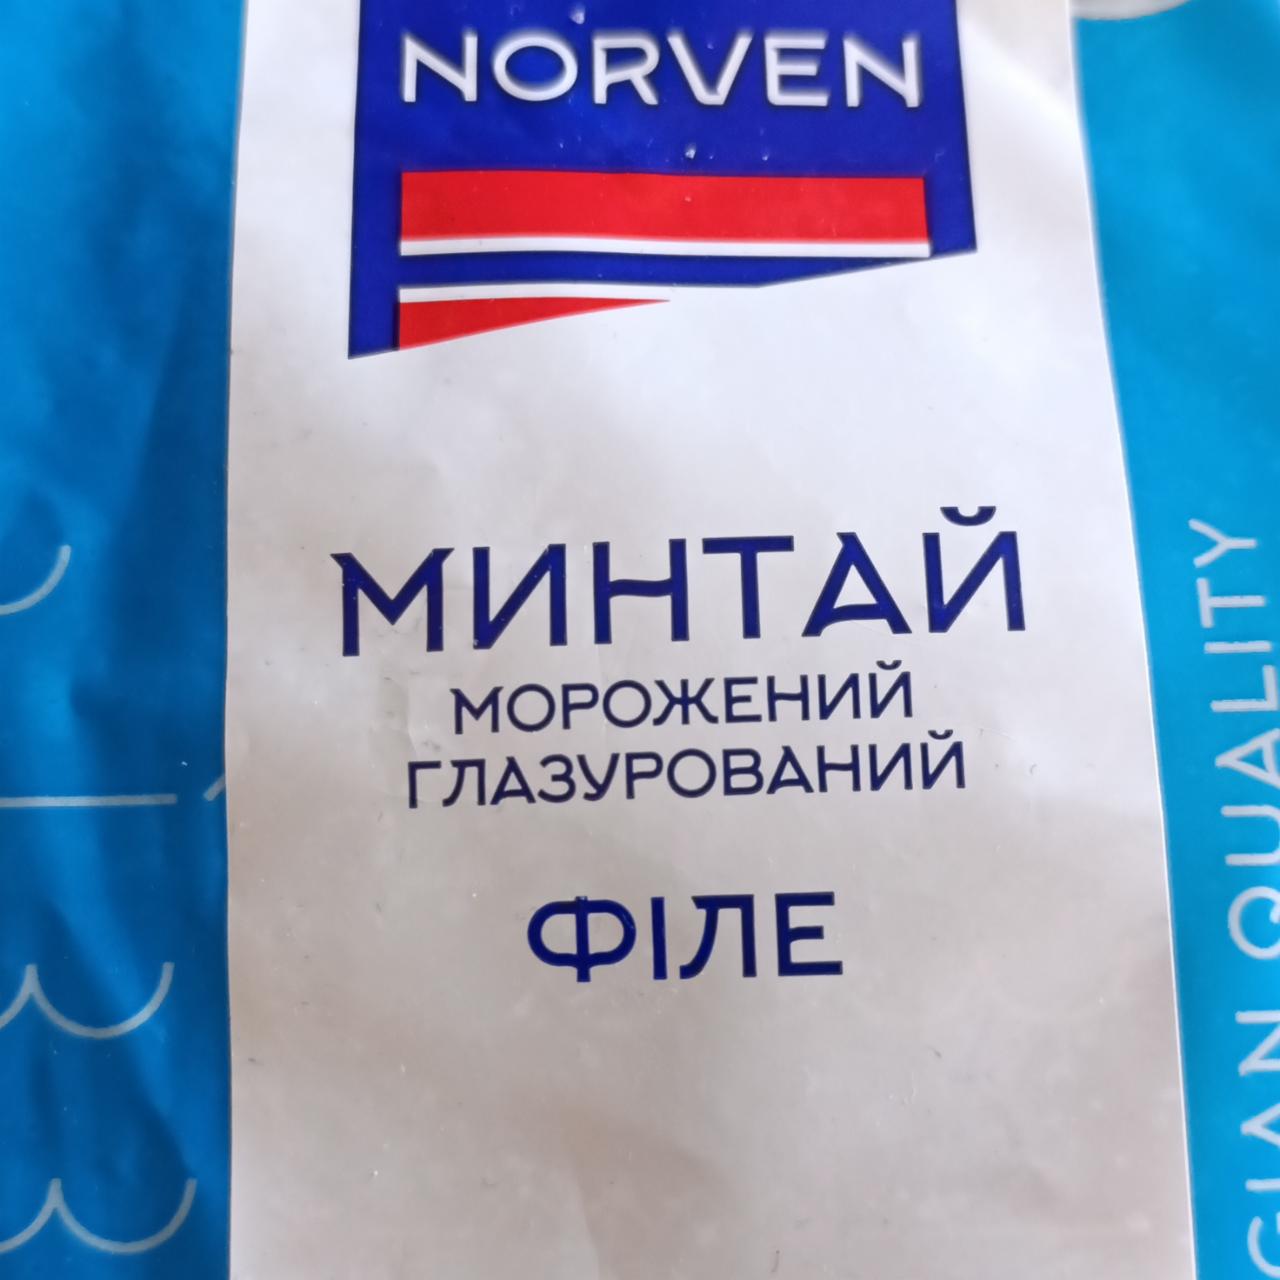 NORVEN
МИНТАЙ
МОРОЖЕНИЙ
ГЛАЗУРОВАНИЙ
ФІЛЕ
QUALITY